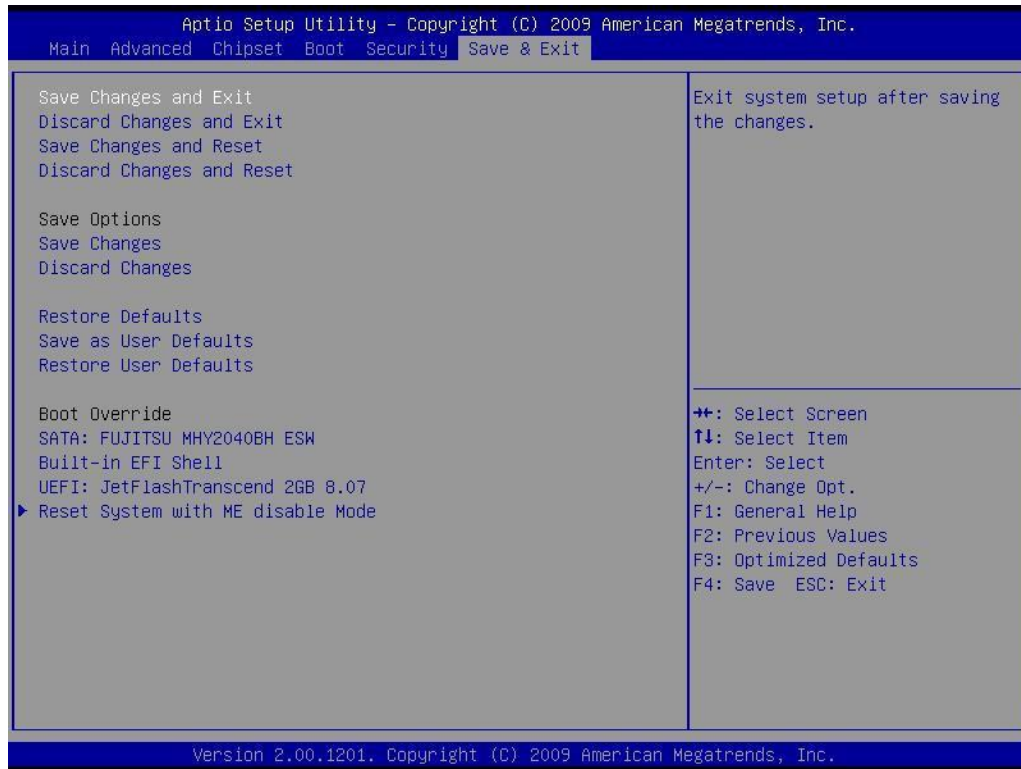 Aptio Setup Utility – Copyright (C) 2009 American Megatrends, Inc.
Main Advanced Chipset Boot Security Save & Exit
Save Changes and Exit
Discard Changes and Exit
Save Changes and Reset
Discard Changes and Reset
Save Options
Save Changes
Discard Changes
Restore Defaults
Save as User Defaults
Restore User Defaults
Boot Override
SATA: FUJITSU MHY2040BH ESW
Built-in EFI Shell
UEFI: JetFlashTranscend 2GB 8.07
Reset System with ME disable Mode
Exit system setup after saving
the changes.
→←: Select Screen
↑↓: Select Item
Enter: Select
+/-: Change Opt.
F1: General Help
F2: Previous Values
F3: Optimized Defaults
F4: Save ESC: Exit
Version 2.00.1201. Copyright (C) 2009 American Megatrends, Inc.